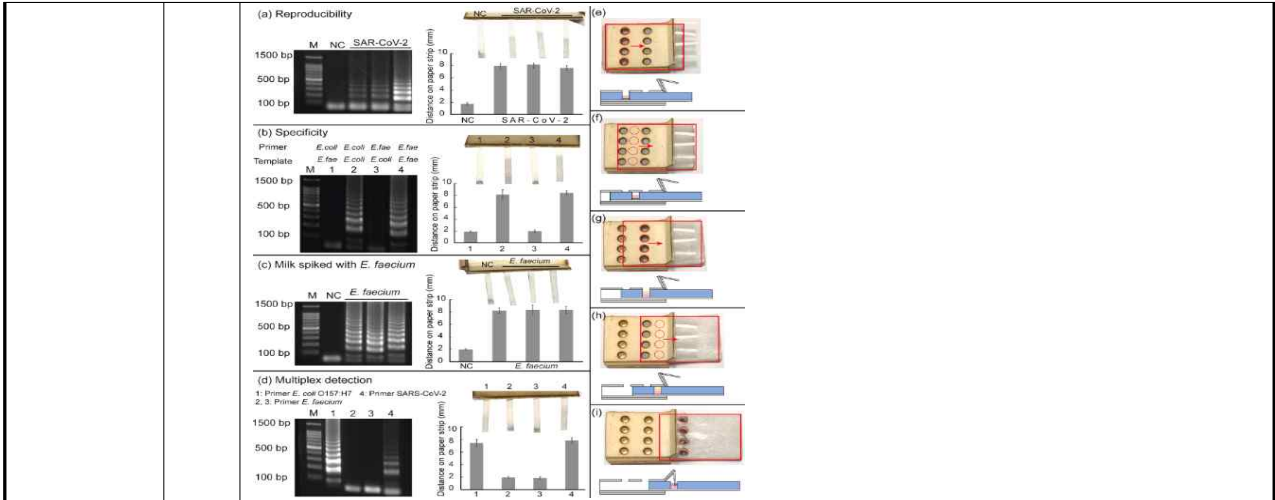 (a) Reproducibility
M NC SAR-CoV-2
1500 bp
500 bp
100 bp
NC SAR-CoV-2
Distance on paper strip (mm)
10
8
6
4
2
0
NC SAR-CoV-2
(b) Specificity
Primer E.coli E.coli E.fae E.fae
Template E.fae E.coli E.coli E.fae
M 1 2 3 4
1500 bp
500 bp
100 bp
1 2 3 4
Distance on paper strip (mm)
10
8
6
4
2
0
1 2 3 4
(c) Milk spiked with E. faecium
M NC E. faecium
1500 bp
500 bp
100 bp
NC E. faecium
Distance on paper strip (mm)
10
8
6
4
2
0
NC E. faecium
(d) Multiplex detection
1: Primer E. coli O157:H7 4: Primer SARS-CoV-2
2, 3. Primer E. faecium
M 1 2 3 4
1500 bp
500 bp
100 bp
1 2 3 4
Distance on paper strip (mm)
10
8
6
4
2
0
1 2 3 4
(e)
(f)
(g)
(h)
(i)